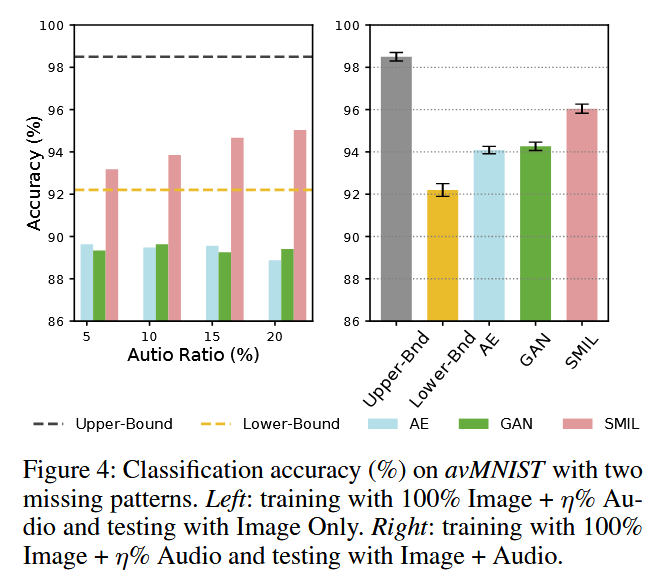 100
98
96
94
92
90
88
86
Accuracy (%)
5 10 15 20
Autio Ratio (%)
100
98
96
94
92
90
88
86
Upper-Bnd
Lower-Bnd
AE
GAN
SMIL
Upper-Bound Lower-Bound AE GAN SMIL
Figure 4: Classification accuracy (%) on avMNIST with two
missing patterns. Left: training with 100% Image + η% Au-
dio and testing with Image Only. Right: training with 100%
Image + η% Audio and testing with Image + Audio.